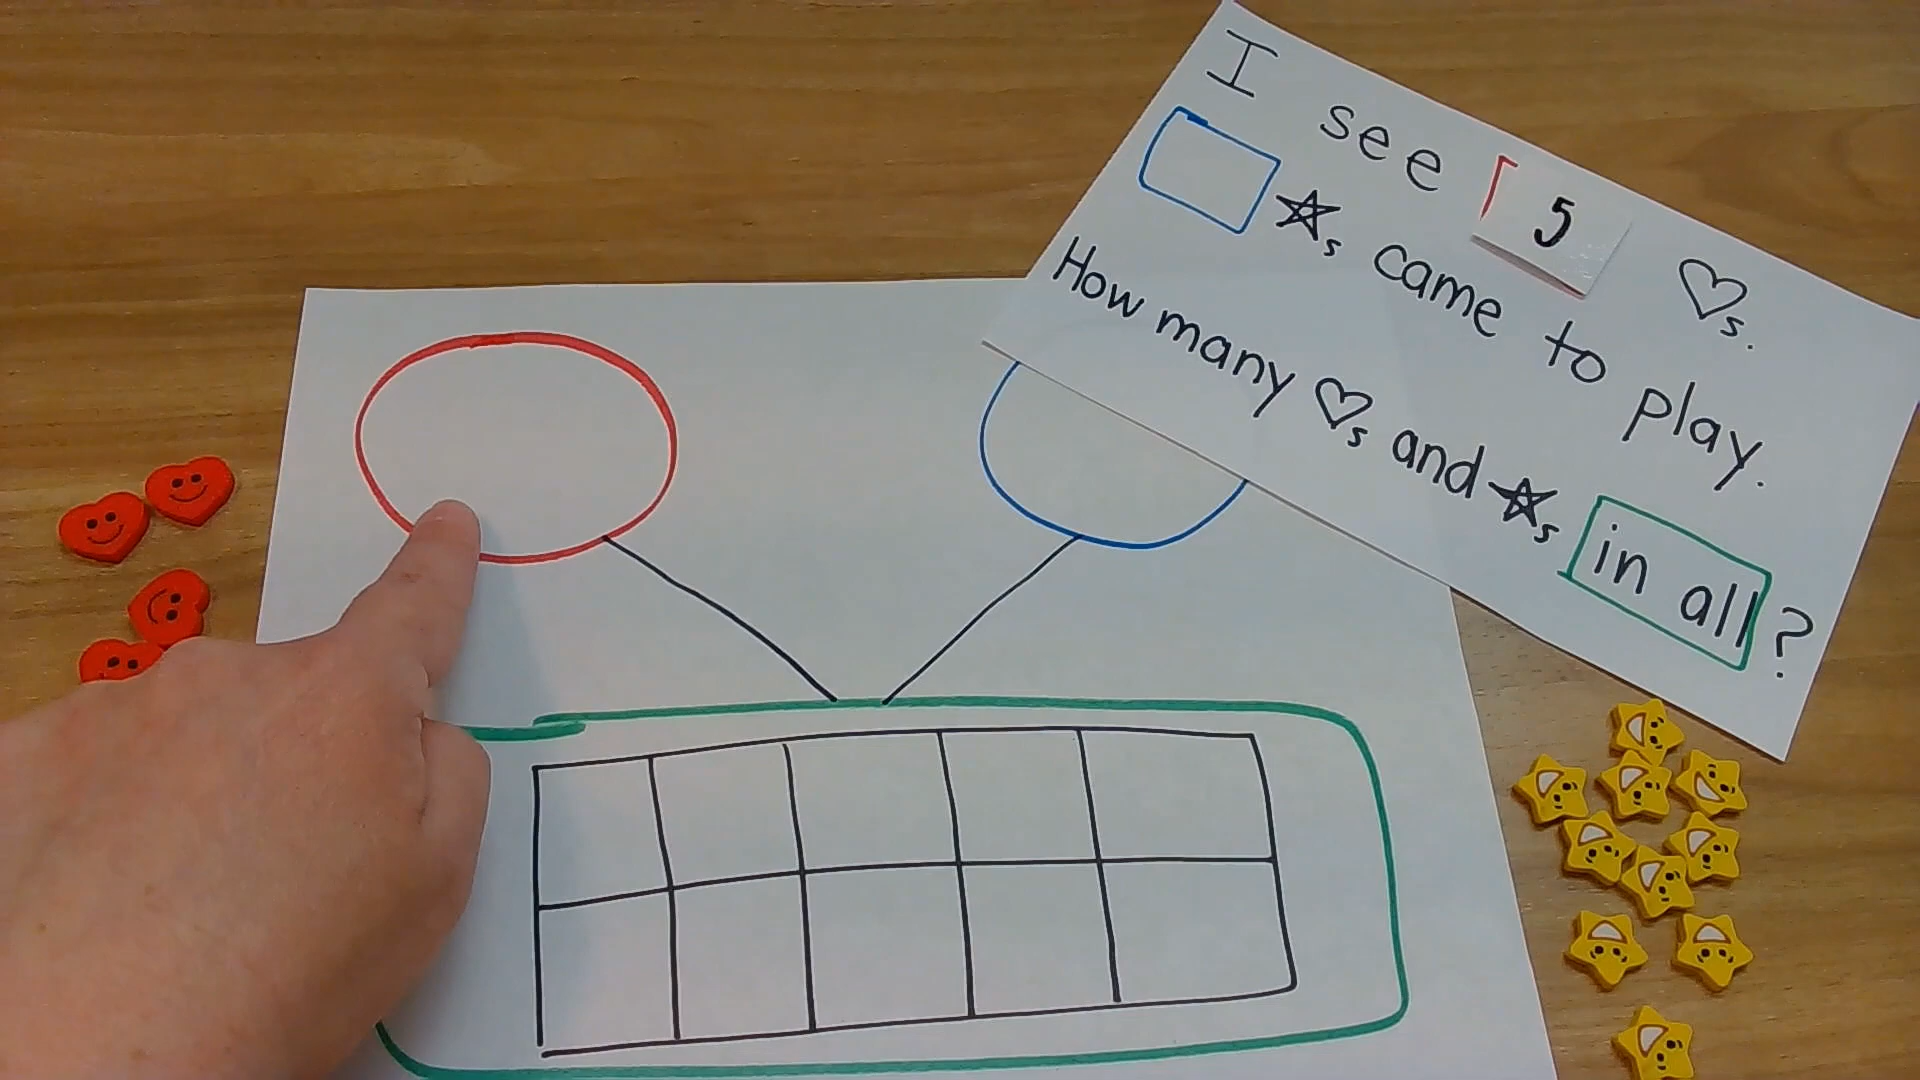 I see 5 ♡s.
☆s came to play.
How many ♡s and ☆s in all?